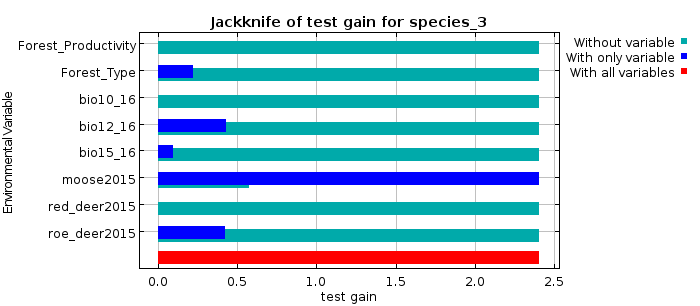 Jackknife of test gain for species_3
Environmental Variable
Forest_Productivity
Forest_Type
bio10_16
bio12_16
bio15_16
moose2015
red_deer2015
roe_deer2015
0.0 0.5 1.0 1.5 2.0 2.5
test gain
Without variable
With only variable
With all variables